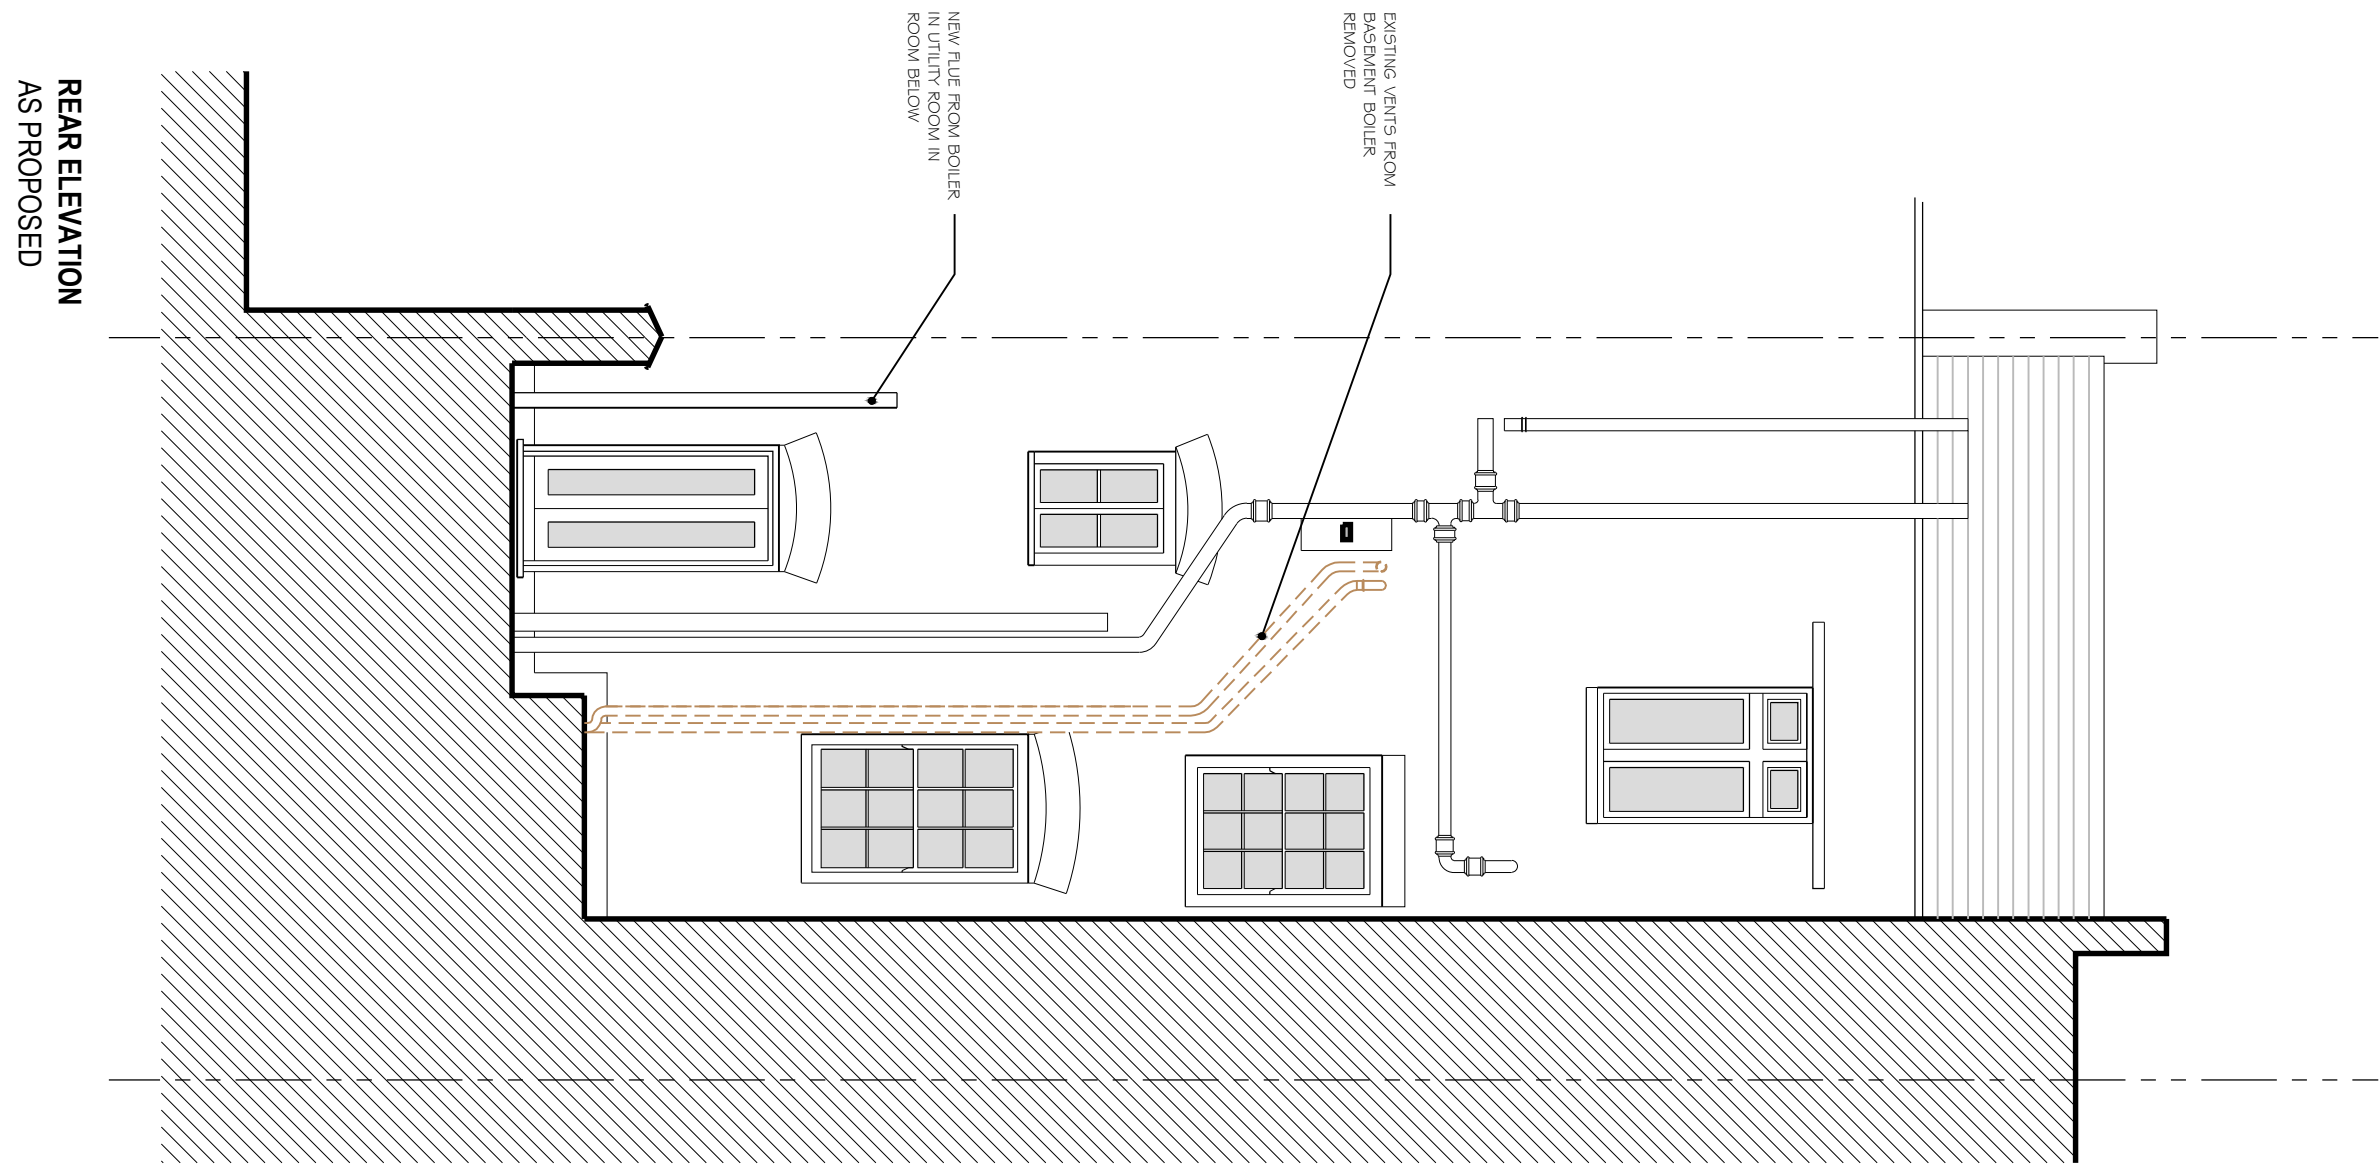 EXISTING VENTS FROM
BASEMENT BOILER
REMOVED
NEW FLUE FROM BOILER
IN UTILITY ROOM IN
ROOM BELOW
REAR ELEVATION
AS PROPOSED